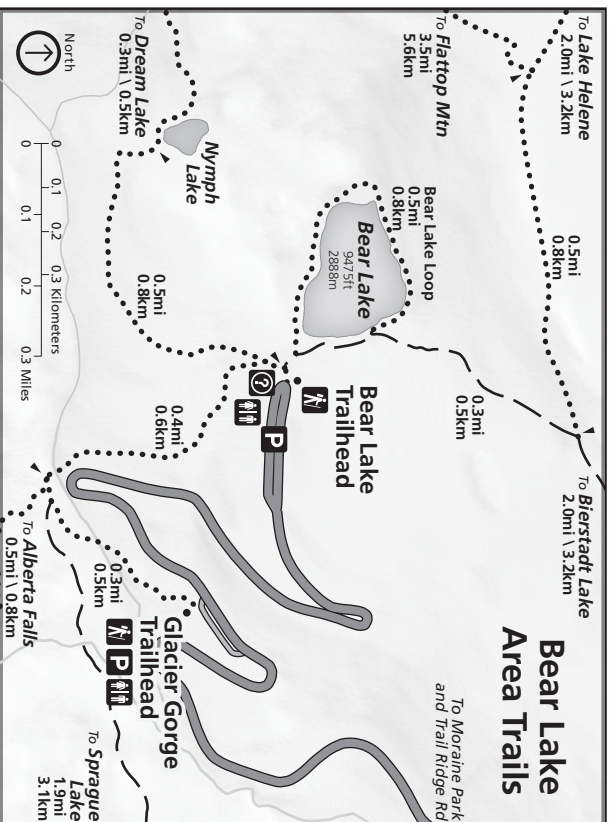 Bear Lake
Area Trails
To Lake Helene
2.0mi \ 3.2km
To Flattop Mtn
3.5mi
5.6km
0.5mi
0.8km
To Bierstadt Lake
2.0mi \ 3.2km
Bear Lake Loop
0.5mi
0.8km
Bear Lake
9475ft
2888m
0.3mi
0.5km
To Moraine Park
and Trail Ridge Rd
Bear Lake
Trailhead
P
?
Nymph
Lake
To Dream Lake
0.3mi \ 0.5km
0.5mi
0.8km
0.4mi
0.6km
Glacier Gorge
Trailhead
P
0.3mi
0.5km
To Sprague
Lake
1.9mi
3.1km
To Alberta Falls
0.5mi \ 0.8km
North
0 0.1 0.2 0.3 Kilometers
0 0.1 0.2 0.3 Miles